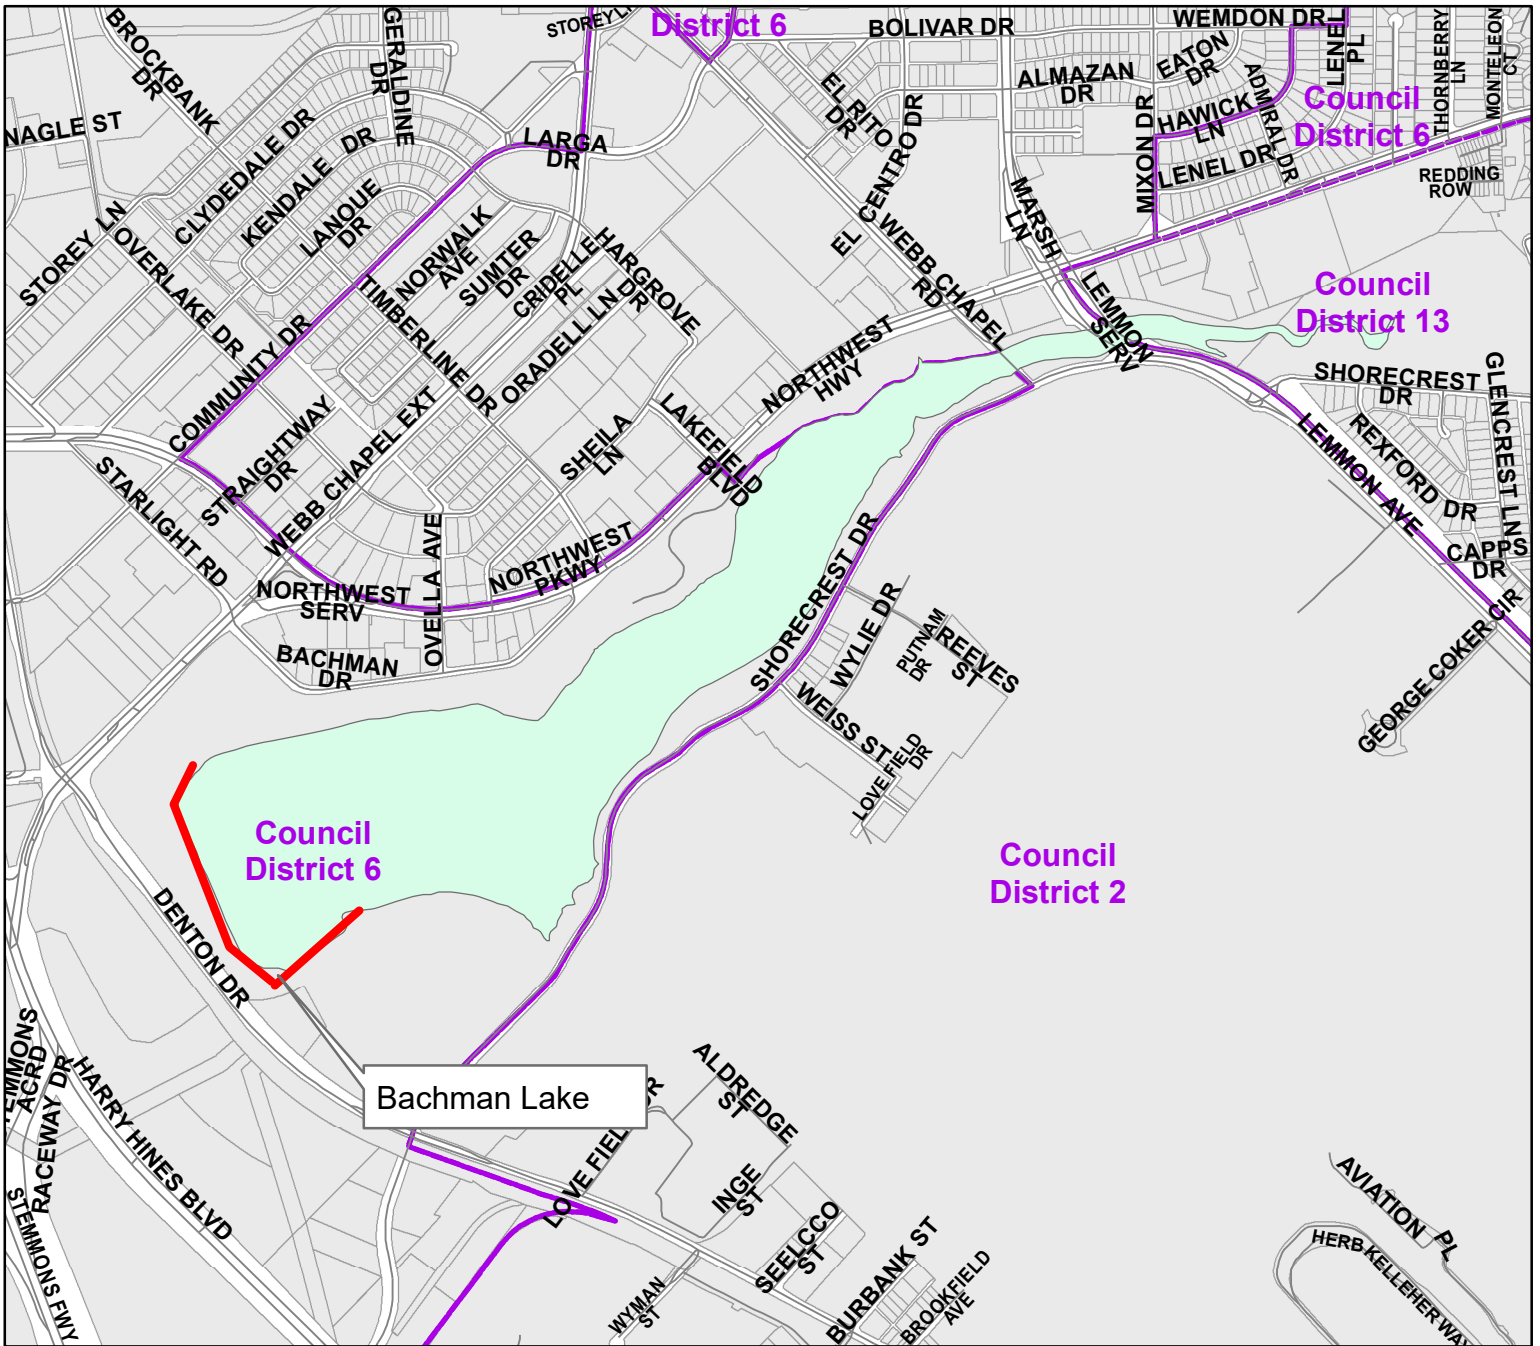 BROCKBANK
DR
GERALDINE
DR
STOREY LN
District 6
BOLIVAR DR
WEMDON DR
LENEL
PL
THORNBERRY
LN
MONTELEON
CT
EATON
DR
ALMAZAN
DR
EL RITO
DR
ADMIRAL DR
Council
District 6
NAGLE ST
CLYDEDALE DR
KENDALE DR
LARGA
DR
EL CENTRO DR
MIXON DR
HAWICK
LN
LENEL DR
REDDING
ROW
LANQUE
DR
STOREY LN
OVERLAKE DR
NORWALK
AVE
SUMTER
DR
CRIDELLE
PL
HARGROVE
DR
EL
WEBB CHAPEL
RD
MARSH
LN
LEMMON
SERV
Council
District 13
TIMBERLINE DR
ORADELL LN
COMMUNITY DR
NORTHWEST
HWY
SHORECREST
DR
GLENCREST LN
STRAIGHTWAY
DR
WEBB CHAPEL EXT
SHEILA
LN
LAKEFIELD
BLVD
REXFORD DR
LEMMON AVE
STARLIGHT RD
CAPPS
DR
NORTHWEST
PKWY
NORTHWEST
SERV
OVELLA AVE
SHORECREST DR
WYLIE DR
PUTNAM
DR
REEVES
ST
GEORGE COKER CIR
BACHMAN
DR
WEISS ST
LOVE FIELD
DR
Council
District 6
Council
District 2
DENTON DR
ACRD
RACEWAY DR
HARRY HINES BLVD
Bachman Lake
ALDREDGE
ST
LOVE FIELD DR
INGE
ST
SEELCCO
ST
AVIATION PL
STEMMONS FWY
WYMAN
ST
BURBANK ST
BROOKFIELD
AVE
HERB KELLEHER WAY